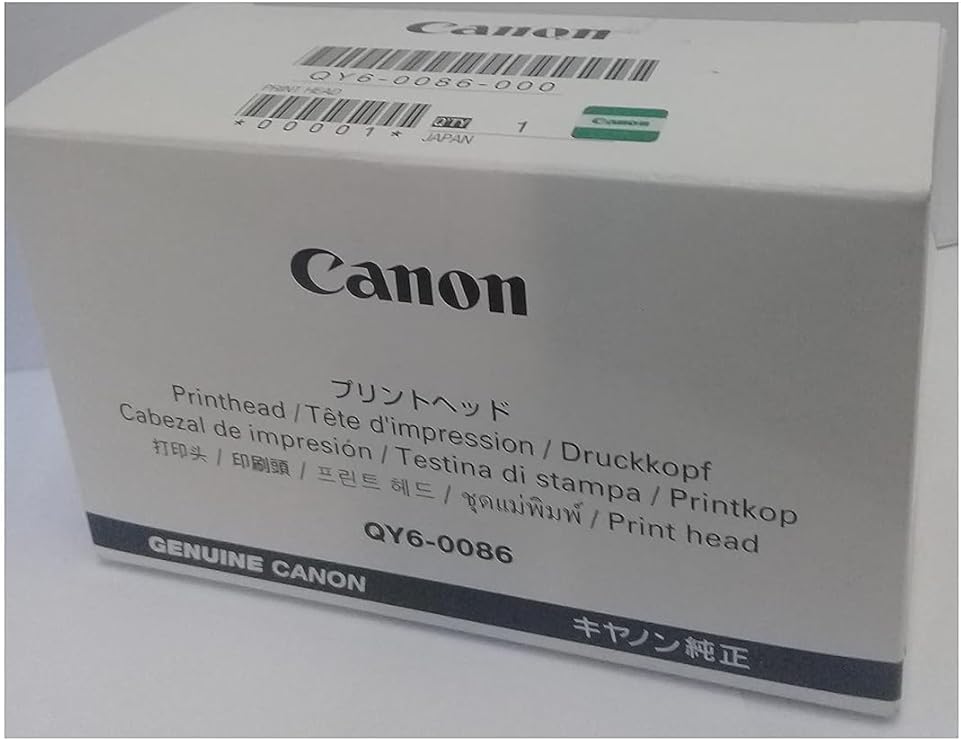 Canon
QY6-0086-000
PRINT HEAD
*00001* Q'TY 1 Canon
JAPAN
Canon
プリントヘッド
Printhead / Tête d'impression / Druckkopf
Cabezal de impresión / Testina di stampa / Printkop
打印头 / 印刷頭 / 프린트 헤드 / ชุดแม่พิมพ์ / Print head
QY6-0086
GENUINE CANON
キヤノン純正